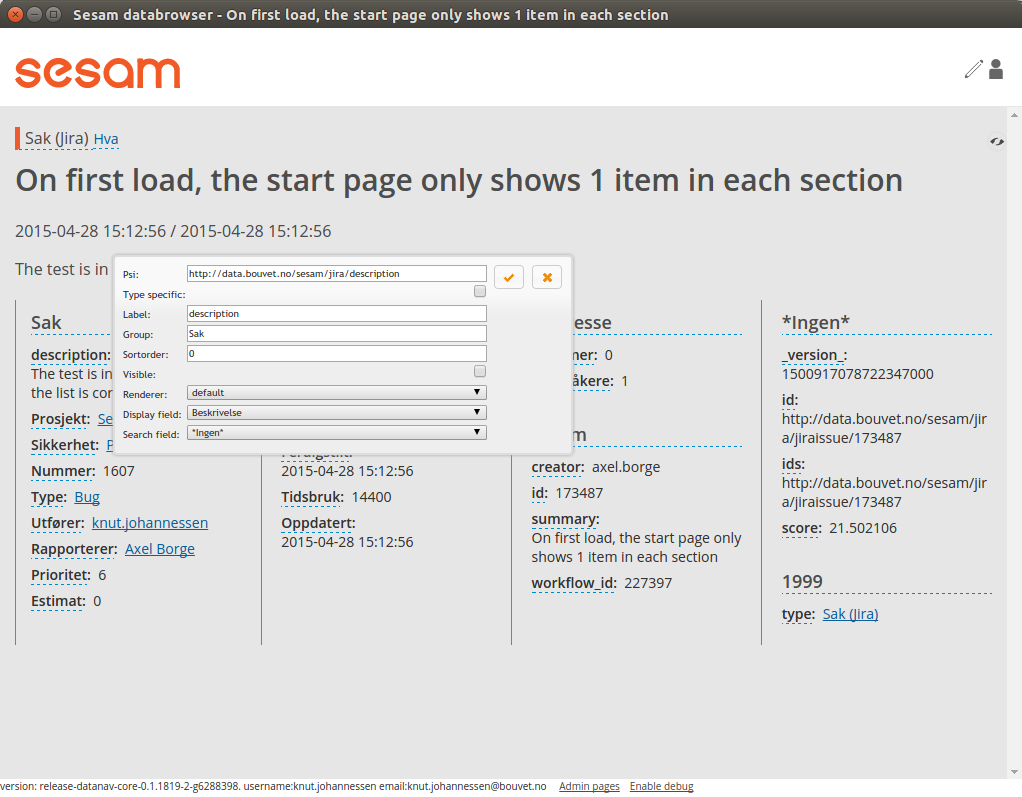 Sesam databrowser - On first load, the start page only shows 1 item in each section
sesam
Sak (Jira) Hva
On first load, the start page only shows 1 item in each section
2015-04-28 15:12:56 / 2015-04-28 15:12:56
The test is in
Psi: http://data.bouvet.no/sesam/jira/description
Type specific:
Label: description
Group: Sak
Sortorder: 0
Visible:
Renderer: default
Display field: Beskrivelse
Search field: *Ingen*
Sak
description:
The test is in
the list is cor
Prosjekt: Se
Sikkerhet:
Nummer: 1607
Type: Bug
Utfører: knut.johannessen
Rapporterer: Axel Borge
Prioritet: 6
Estimat: 0
2015-04-28 15:12:56
Tidsbruk: 14400
Oppdatert:
2015-04-28 15:12:56
esse
ner: 0
åkere: 1
m
creator: axel.borge
id: 173487
summary:
On first load, the start page only
shows 1 item in each section
workflow_id: 227397
*Ingen*
_version_:
1500917078722347000
id:
http://data.bouvet.no/sesam/jir
a/jiraissue/173487
ids:
http://data.bouvet.no/sesam/jir
a/jiraissue/173487
score: 21.502106
1999
type: Sak (Jira)
version: release-datanav-core-0.1.1819-2-g6288398. username:knut.johannessen email:knut.johannessen@bouvet.no Admin pages Enable debug